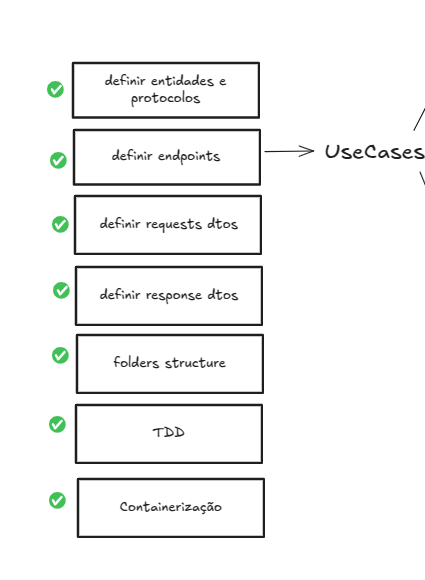 definir entidades e
protocolos
definir endpoints
UseCases
definir requests dtos
definir response dtos
folders structure
TDD
Containerização